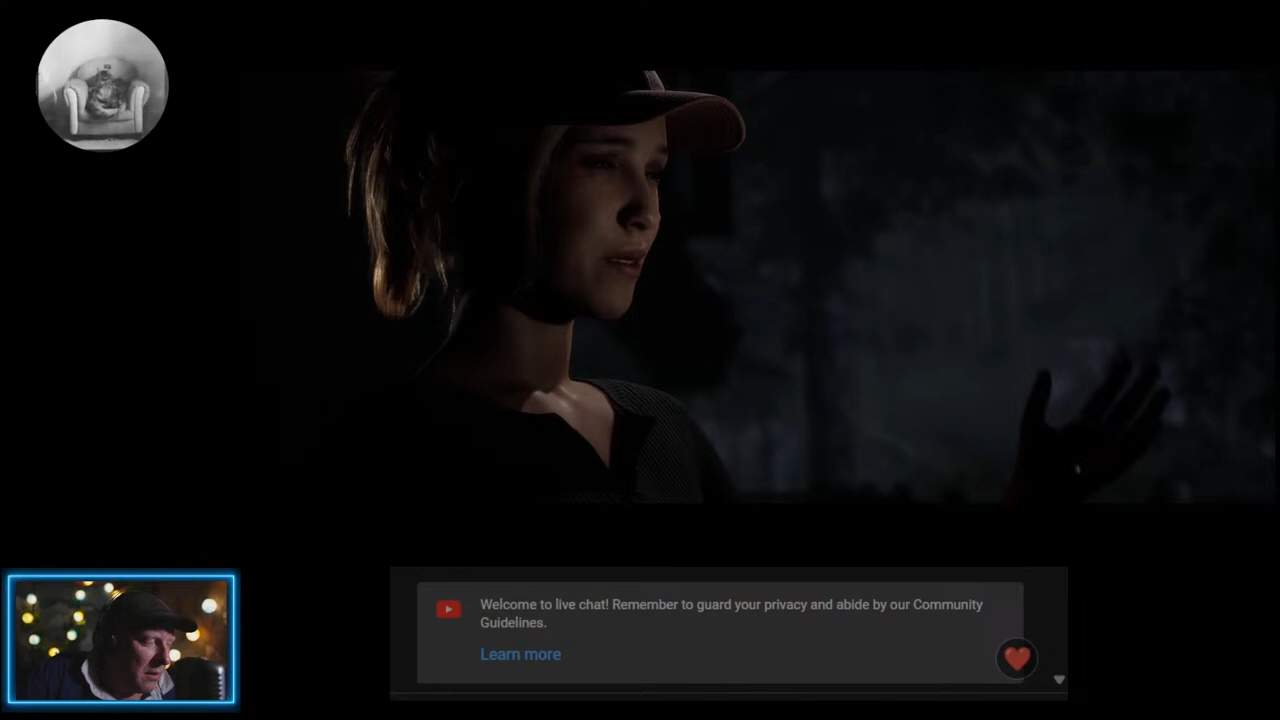 Welcome to live chat! Remember to guard your privacy and abide by our Community
Guidelines.
Learn more